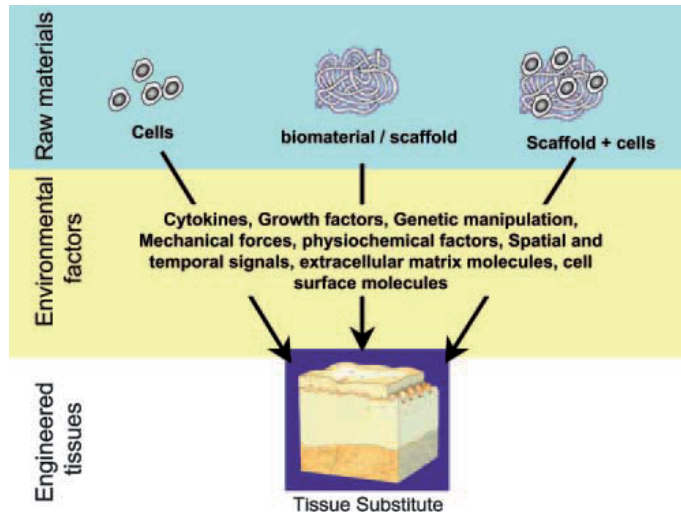 Raw materials
Cells
biomaterial / scaffold
Scaffold + cells
Environmental
factors
Cytokines, Growth factors, Genetic manipulation,
Mechanical forces, physiochemical factors, Spatial and
temporal signals, extracellular matrix molecules, cell
surface molecules
Engineered
tissues
Tissue Substitute